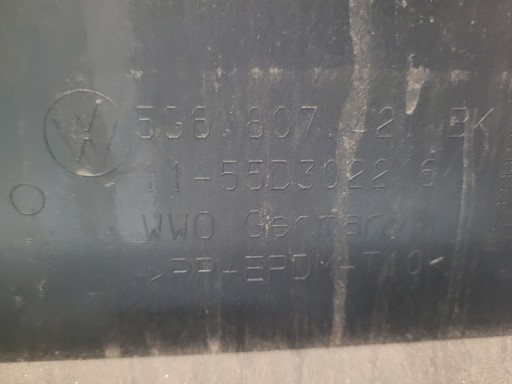 5G6 807 421 BK
11-55D3022 6
WWO Germany
>PP-EPDM-T10<